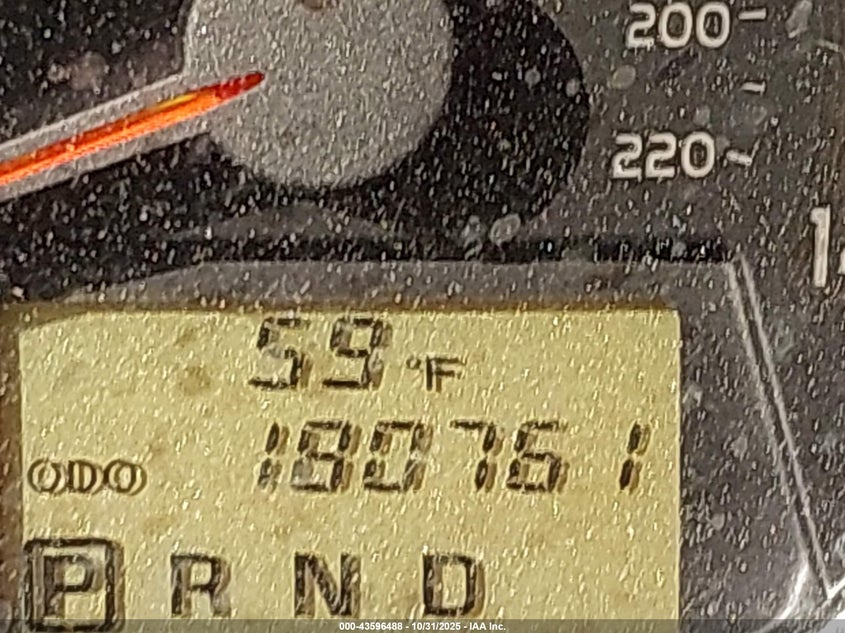 200
220
59 °F
ODO 180761
P R N D
000-43596488 - 10/31/2025 - IAA Inc.